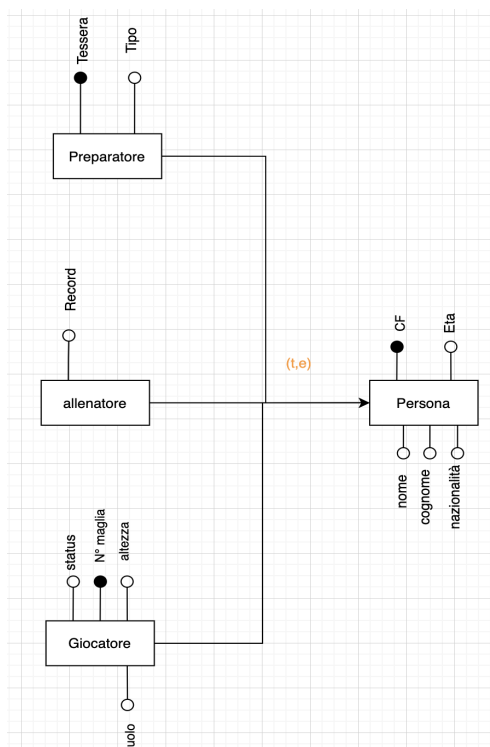 Tessera
Tipo
Preparatore
Record
CF
Eta
(t,e)
allenatore
Persona
nome
cognome
nazionalità
status
N° maglia
altezza
Giocatore
uolo